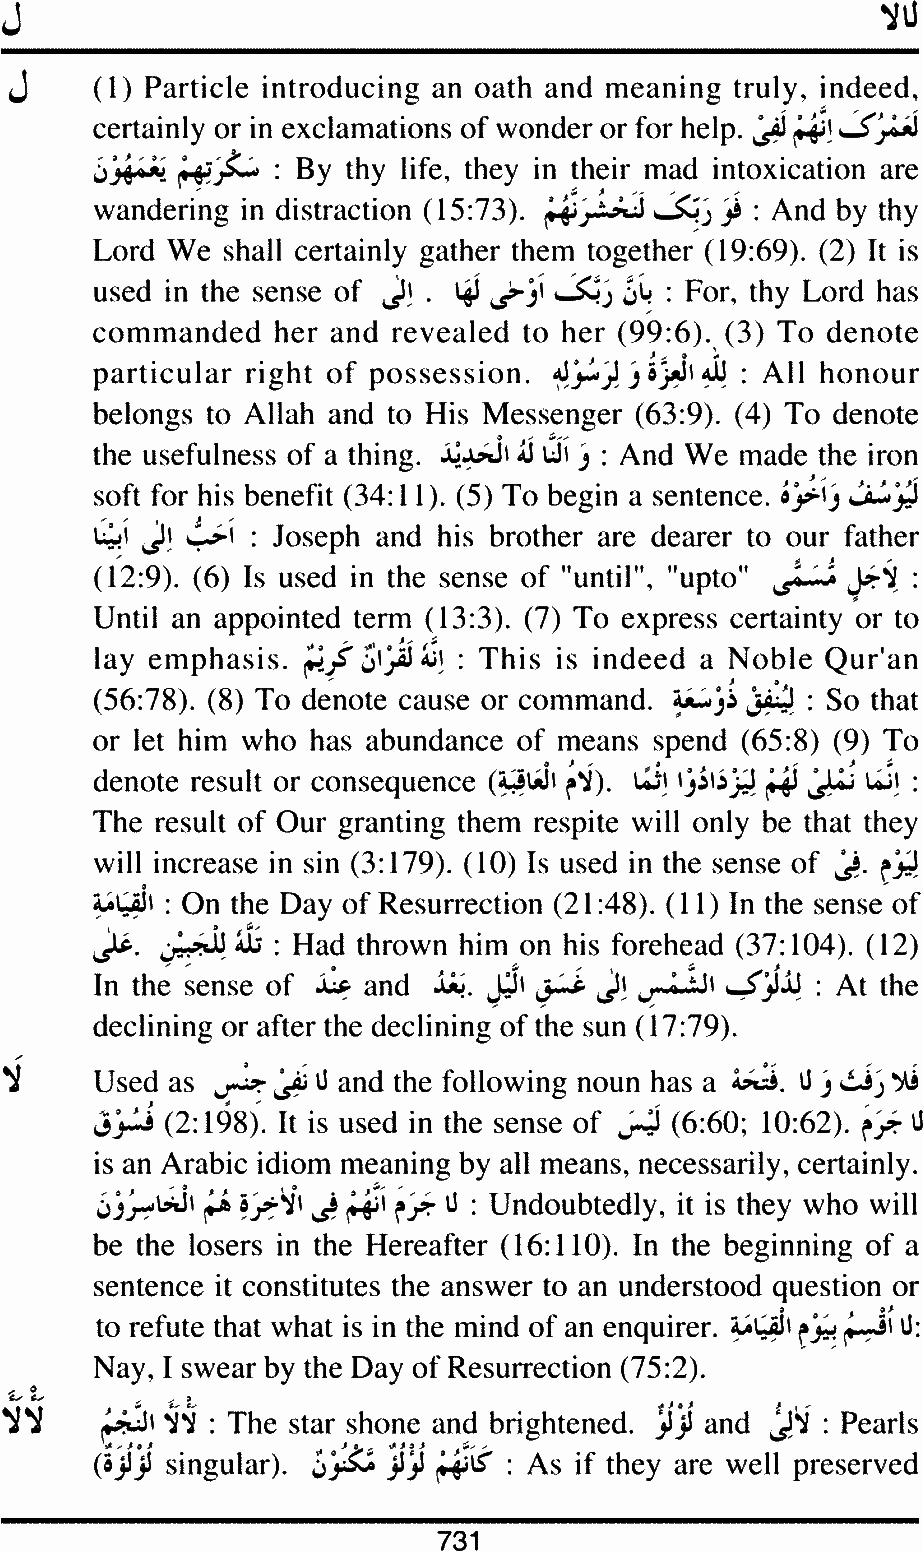 ل لالا
ل (1) Particle introducing an oath and meaning truly, indeed,
certainly or in exclamations of wonder or for help. لَعَمْرُکَ اِنَّھُمْ لَفِیْ
سَکْرَتِھِمْ یَعْمَھُوْنَ : By thy life, they in their mad intoxication are
wandering in distraction (15:73). فَوَ رَبِّکَ لَنَحْشُرَنَّھُمْ : And by thy
Lord We shall certainly gather them together (19:69). (2) It is
used in the sense of اِلٰی . بِاَنَّ رَبَّکَ اَوْحٰی لَھَا : For, thy Lord has
commanded her and revealed to her (99:6). (3) To denote
particular right of possession. لِلّٰہِ الْعِزَّۃُ وَ لِرَسُوْلِہٖ : All honour
belongs to Allah and to His Messenger (63:9). (4) To denote
the usefulness of a thing. وَ اَلَنَّا لَہُ الْحَدِیْدَ : And We made the iron
soft for his benefit (34:11). (5) To begin a sentence. لَیُوْسُفُ وَاَخُوْہُ
اَحَبُّ اِلٰی اَبِیْنَا : Joseph and his brother are dearer to our father
(12:9). (6) Is used in the sense of "until", "upto" لِاَجَلٍ مُّسَمًّی :
Until an appointed term (13:3). (7) To express certainty or to
lay emphasis. اِنَّہٗ لَقُرْاٰنٌ کَرِیْمٌ : This is indeed a Noble Qur'an
(56:78). (8) To denote cause or command. لِیُنْفِقْ ذُوْسَعَۃٍ : So that
or let him who has abundance of means spend (65:8) (9) To
denote result or consequence (لَامُ الْعَاقِبَۃِ). اِنَّمَا نُمْلِیْ لَھُمْ لِیَزْدَادُوْا اِثْمًا :
The result of Our granting them respite will only be that they
will increase in sin (3:179). (10) Is used in the sense of فِیْ. لِیَوْمِ
الْقِیَامَۃِ : On the Day of Resurrection (21:48). (11) In the sense of
عَلٰی. تَلَّہٗ لِلْجَبِیْنِ : Had thrown him on his forehead (37:104). (12)
In the sense of عِنْدَ and بَعْدَ. لِدُلُوْکِ الشَّمْسِ اِلٰی غَسَقِ الَّیْلِ : At the
declining or after the declining of the sun (17:79).
لَا Used as لا نَفِیْ جِنْسٍ and the following noun has a فَتْحَۃ. فَلا رَفَثَ وَ لا
فُسُوْقَ (2:198). It is used in the sense of لَیْسَ (6:60; 10:62). لا جَرَمَ
is an Arabic idiom meaning by all means, necessarily, certainly.
لا جَرَمَ اَنَّھُمْ فِی الْاٰخِرَۃِ ھُمُ الْخَاسِرُوْنَ : Undoubtedly, it is they who will
be the losers in the Hereafter (16:110). In the beginning of a
sentence it constitutes the answer to an understood question or
to refute that what is in the mind of an enquirer. لا اُقْسِمُ بِیَوْمِ الْقِیَامَۃِ:
Nay, I swear by the Day of Resurrection (75:2).
لَأْلَأَ لَأْلَأَ النَّجْمُ : The star shone and brightened. لُؤْلُؤٌ and لَاٰلِئُ : Pearls
(لُؤْلُؤَۃٌ singular). کَاَنَّھُمْ لُؤْلُؤٌ مَّکْنُوْنٌ : As if they are well preserved
731